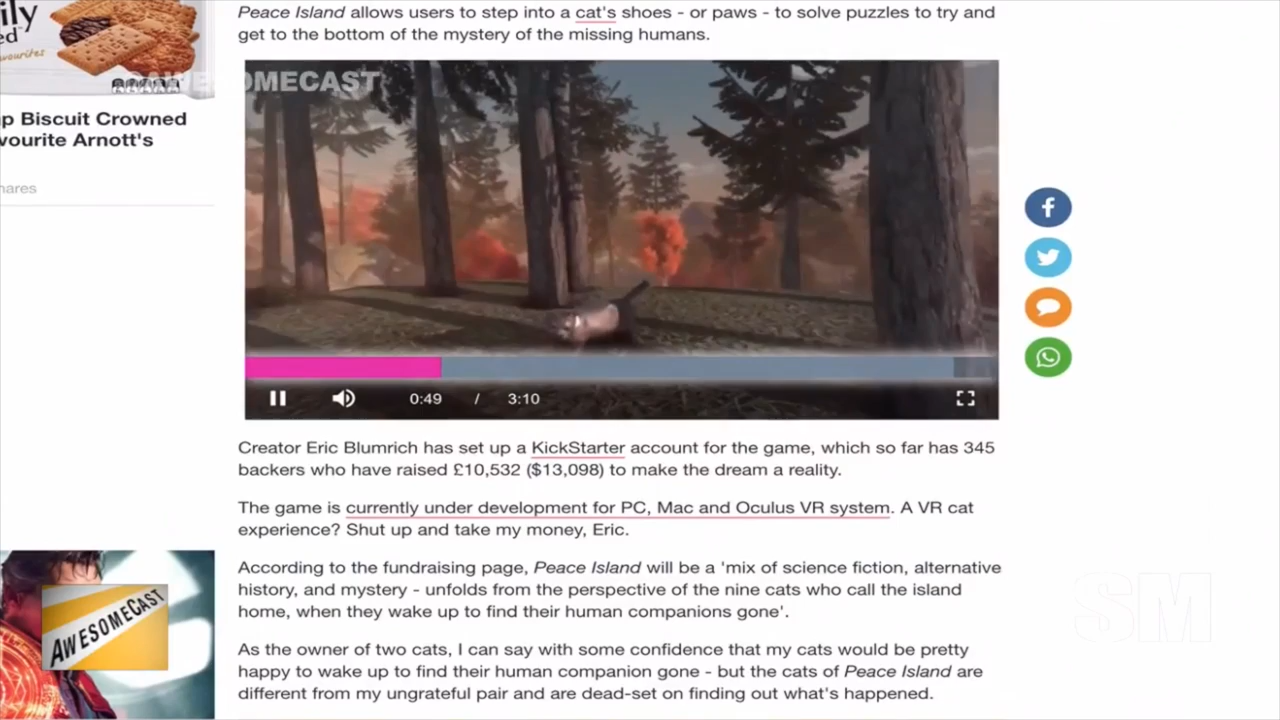 Peace Island allows users to step into a cat's shoes - or paws - to solve puzzles to try and
get to the bottom of the mystery of the missing humans.
ily
ed
avourites
AWESOMECAST
p Biscuit Crowned
vourite Arnott's
hares
0:49 / 3:10
Creator Eric Blumrich has set up a KickStarter account for the game, which so far has 345
backers who have raised £10,532 ($13,098) to make the dream a reality.
The game is currently under development for PC, Mac and Oculus VR system. A VR cat
experience? Shut up and take my money, Eric.
According to the fundraising page, Peace Island will be a 'mix of science fiction, alternative
history, and mystery - unfolds from the perspective of the nine cats who call the island
home, when they wake up to find their human companions gone'.
As the owner of two cats, I can say with some confidence that my cats would be pretty
happy to wake up to find their human companion gone - but the cats of Peace Island are
different from my ungrateful pair and are dead-set on finding out what's happened.
AWESOMECAST
SM